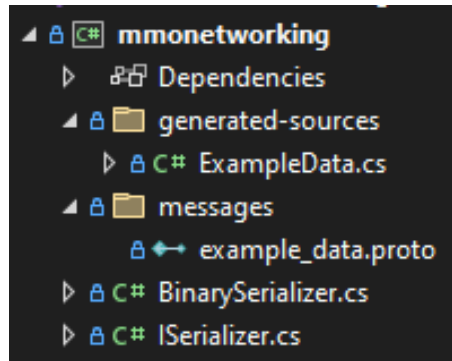 C# mmonetworking
Dependencies
generated-sources
C# ExampleData.cs
messages
example_data.proto
C# BinarySerializer.cs
C# ISerializer.cs